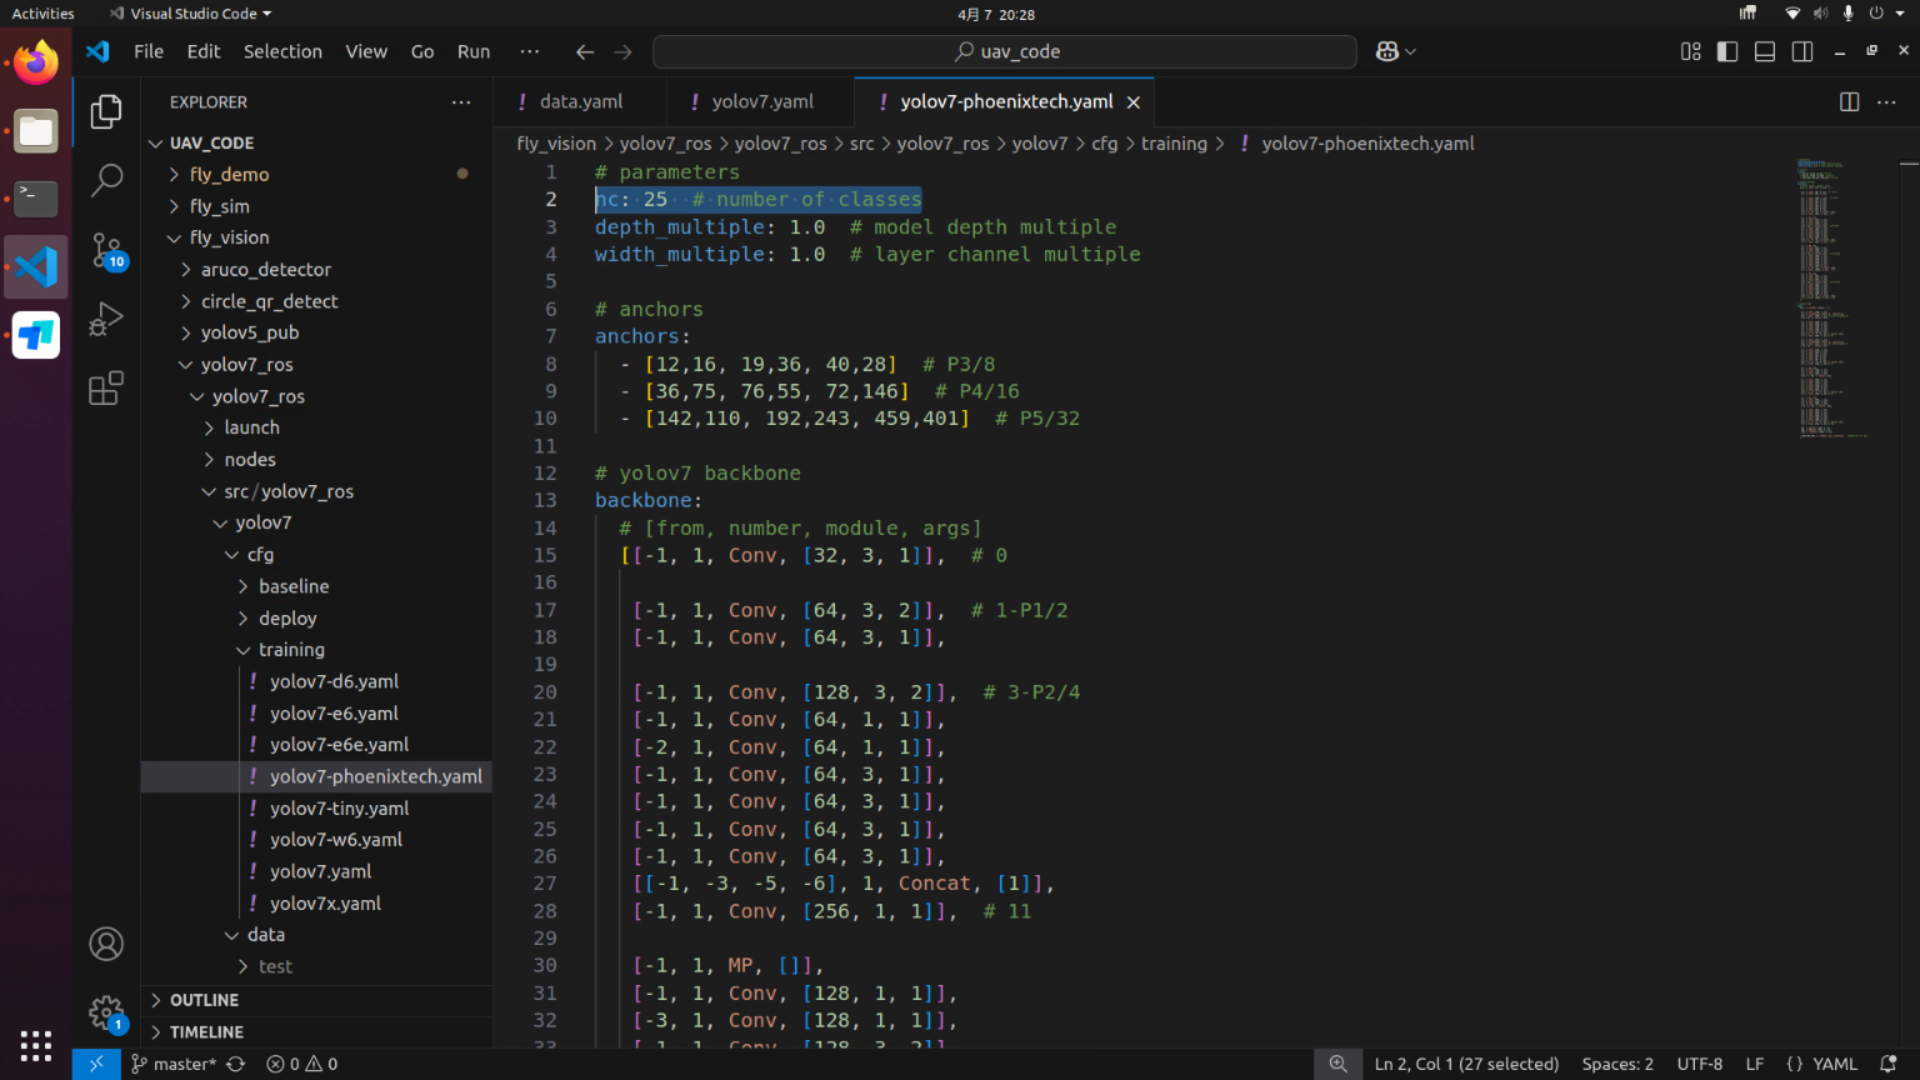 Activities
Visual Studio Code
4月 7 20:28
File Edit Selection View Go Run ···
uav_code
EXPLORER
UAV_CODE
fly_demo
fly_sim
fly_vision
aruco_detector
circle_qr_detect
yolov5_pub
yolov7_ros
yolov7_ros
launch
nodes
src/yolov7_ros
yolov7
cfg
baseline
deploy
training
! yolov7-d6.yaml
! yolov7-e6.yaml
! yolov7-e6e.yaml
! yolov7-phoenixtech.yaml
! yolov7-tiny.yaml
! yolov7-w6.yaml
! yolov7.yaml
! yolov7x.yaml
data
test
OUTLINE
TIMELINE
10
1
! data.yaml
! yolov7.yaml
! yolov7-phoenixtech.yaml
fly_vision > yolov7_ros > yolov7_ros > src > yolov7_ros > yolov7 > cfg > training > ! yolov7-phoenixtech.yaml
1 # parameters
2 nc: 25  # number of classes
3 depth_multiple: 1.0  # model depth multiple
4 width_multiple: 1.0  # layer channel multiple
5
6 # anchors
7 anchors:
8   - [12,16, 19,36, 40,28]  # P3/8
9   - [36,75, 76,55, 72,146]  # P4/16
10   - [142,110, 192,243, 459,401]  # P5/32
11
12 # yolov7 backbone
13 backbone:
14   # [from, number, module, args]
15   [[-1, 1, Conv, [32, 3, 1]],  # 0
16
17    [-1, 1, Conv, [64, 3, 2]],  # 1-P1/2
18    [-1, 1, Conv, [64, 3, 1]],
19
20    [-1, 1, Conv, [128, 3, 2]],  # 3-P2/4
21    [-1, 1, Conv, [64, 1, 1]],
22    [-2, 1, Conv, [64, 1, 1]],
23    [-1, 1, Conv, [64, 3, 1]],
24    [-1, 1, Conv, [64, 3, 1]],
25    [-1, 1, Conv, [64, 3, 1]],
26    [-1, 1, Conv, [64, 3, 1]],
27    [[-1, -3, -5, -6], 1, Concat, [1]],
28    [-1, 1, Conv, [256, 1, 1]],  # 11
29
30    [-1, 1, MP, []],
31    [-1, 1, Conv, [128, 1, 1]],
32    [-3, 1, Conv, [128, 1, 1]],
33    [-1, 1, Conv, [128, 3, 2]],
master*
0 0
Ln 2, Col 1 (27 selected)
Spaces: 2
UTF-8
LF
{} YAML